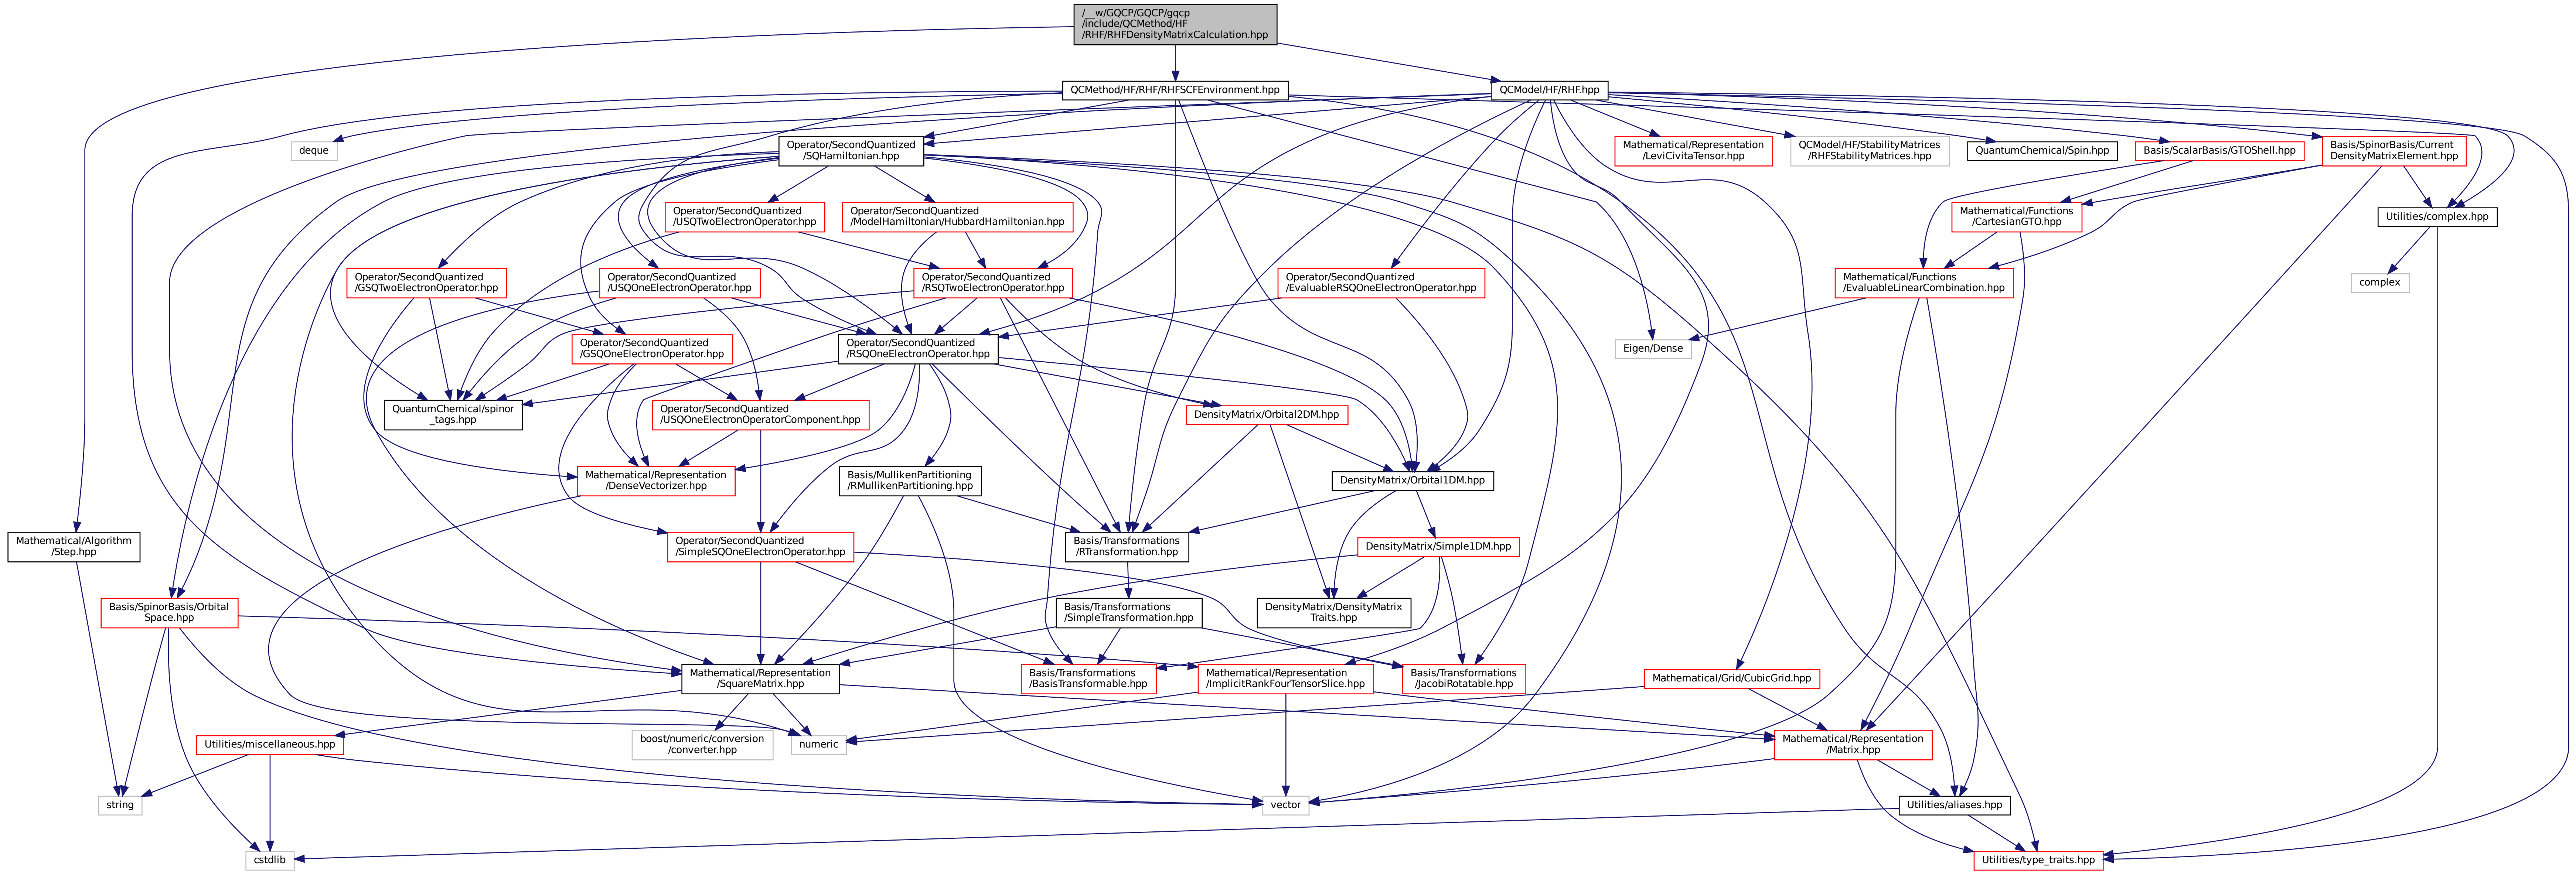 /__w/GQCP/GQCP/gqcp
/include/QCMethod/HF
/RHF/RHFDensityMatrixCalculation.hpp
QCMethod/HF/RHF/RHFSCFEnvironment.hpp
QCModel/HF/RHF.hpp
deque
Operator/SecondQuantized
/SQHamiltonian.hpp
Mathematical/Representation
/LeviCivitaTensor.hpp
QCModel/HF/StabilityMatrices
/RHFStabilityMatrices.hpp
QuantumChemical/Spin.hpp
Basis/ScalarBasis/GTOShell.hpp
Basis/SpinorBasis/Current
DensityMatrixElement.hpp
Operator/SecondQuantized
/USQTwoElectronOperator.hpp
Operator/SecondQuantized
/ModelHamiltonian/HubbardHamiltonian.hpp
Mathematical/Functions
/CartesianGTO.hpp
Utilities/complex.hpp
Operator/SecondQuantized
/GSQTwoElectronOperator.hpp
Operator/SecondQuantized
/USQOneElectronOperator.hpp
Operator/SecondQuantized
/RSQTwoElectronOperator.hpp
Operator/SecondQuantized
/EvaluableRSQOneElectronOperator.hpp
Mathematical/Functions
/EvaluableLinearCombination.hpp
complex
Operator/SecondQuantized
/GSQOneElectronOperator.hpp
Operator/SecondQuantized
/RSQOneElectronOperator.hpp
Eigen/Dense
QuantumChemical/spinor
_tags.hpp
Operator/SecondQuantized
/USQOneElectronOperatorComponent.hpp
DensityMatrix/Orbital2DM.hpp
Mathematical/Representation
/DenseVectorizer.hpp
Basis/MullikenPartitioning
/RMullikenPartitioning.hpp
DensityMatrix/Orbital1DM.hpp
Mathematical/Algorithm
/Step.hpp
Operator/SecondQuantized
/SimpleSQOneElectronOperator.hpp
Basis/Transformations
/RTransformation.hpp
DensityMatrix/Simple1DM.hpp
Basis/SpinorBasis/Orbital
Space.hpp
Basis/Transformations
/SimpleTransformation.hpp
DensityMatrix/DensityMatrix
Traits.hpp
Mathematical/Representation
/SquareMatrix.hpp
Basis/Transformations
/BasisTransformable.hpp
Mathematical/Representation
/ImplicitRankFourTensorSlice.hpp
Basis/Transformations
/JacobiRotatable.hpp
Mathematical/Grid/CubicGrid.hpp
Utilities/miscellaneous.hpp
boost/numeric/conversion
/converter.hpp
numeric
Mathematical/Representation
/Matrix.hpp
string
vector
Utilities/aliases.hpp
cstdlib
Utilities/type_traits.hpp